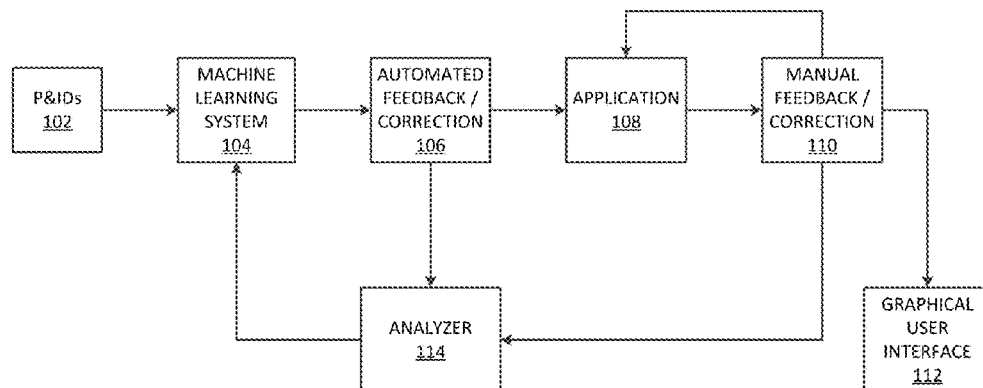 P&IDs
102
MACHINE
LEARNING
SYSTEM
104
AUTOMATED
FEEDBACK /
CORRECTION
106
APPLICATION
108
MANUAL
FEEDBACK /
CORRECTION
110
ANALYZER
114
GRAPHICAL
USER
INTERFACE
112